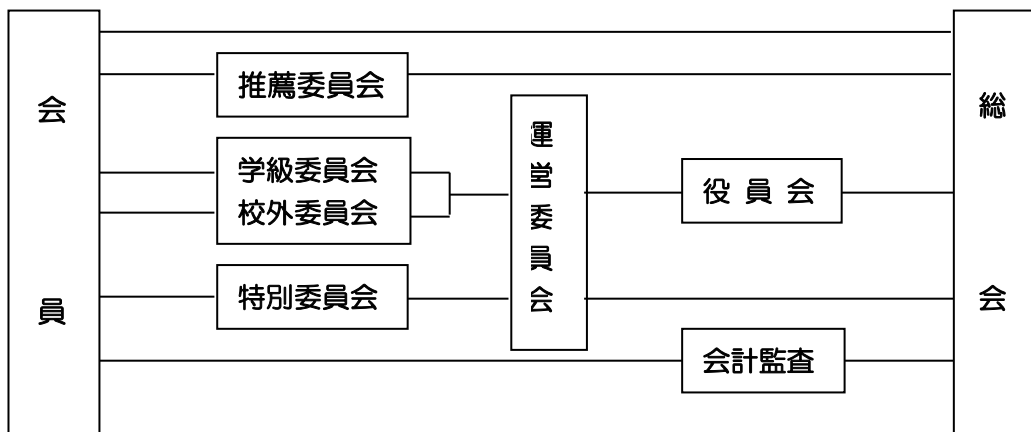 会員
推薦委員会
学級委員会
校外委員会
特別委員会
運営委員会
役員会
会計監査
総会